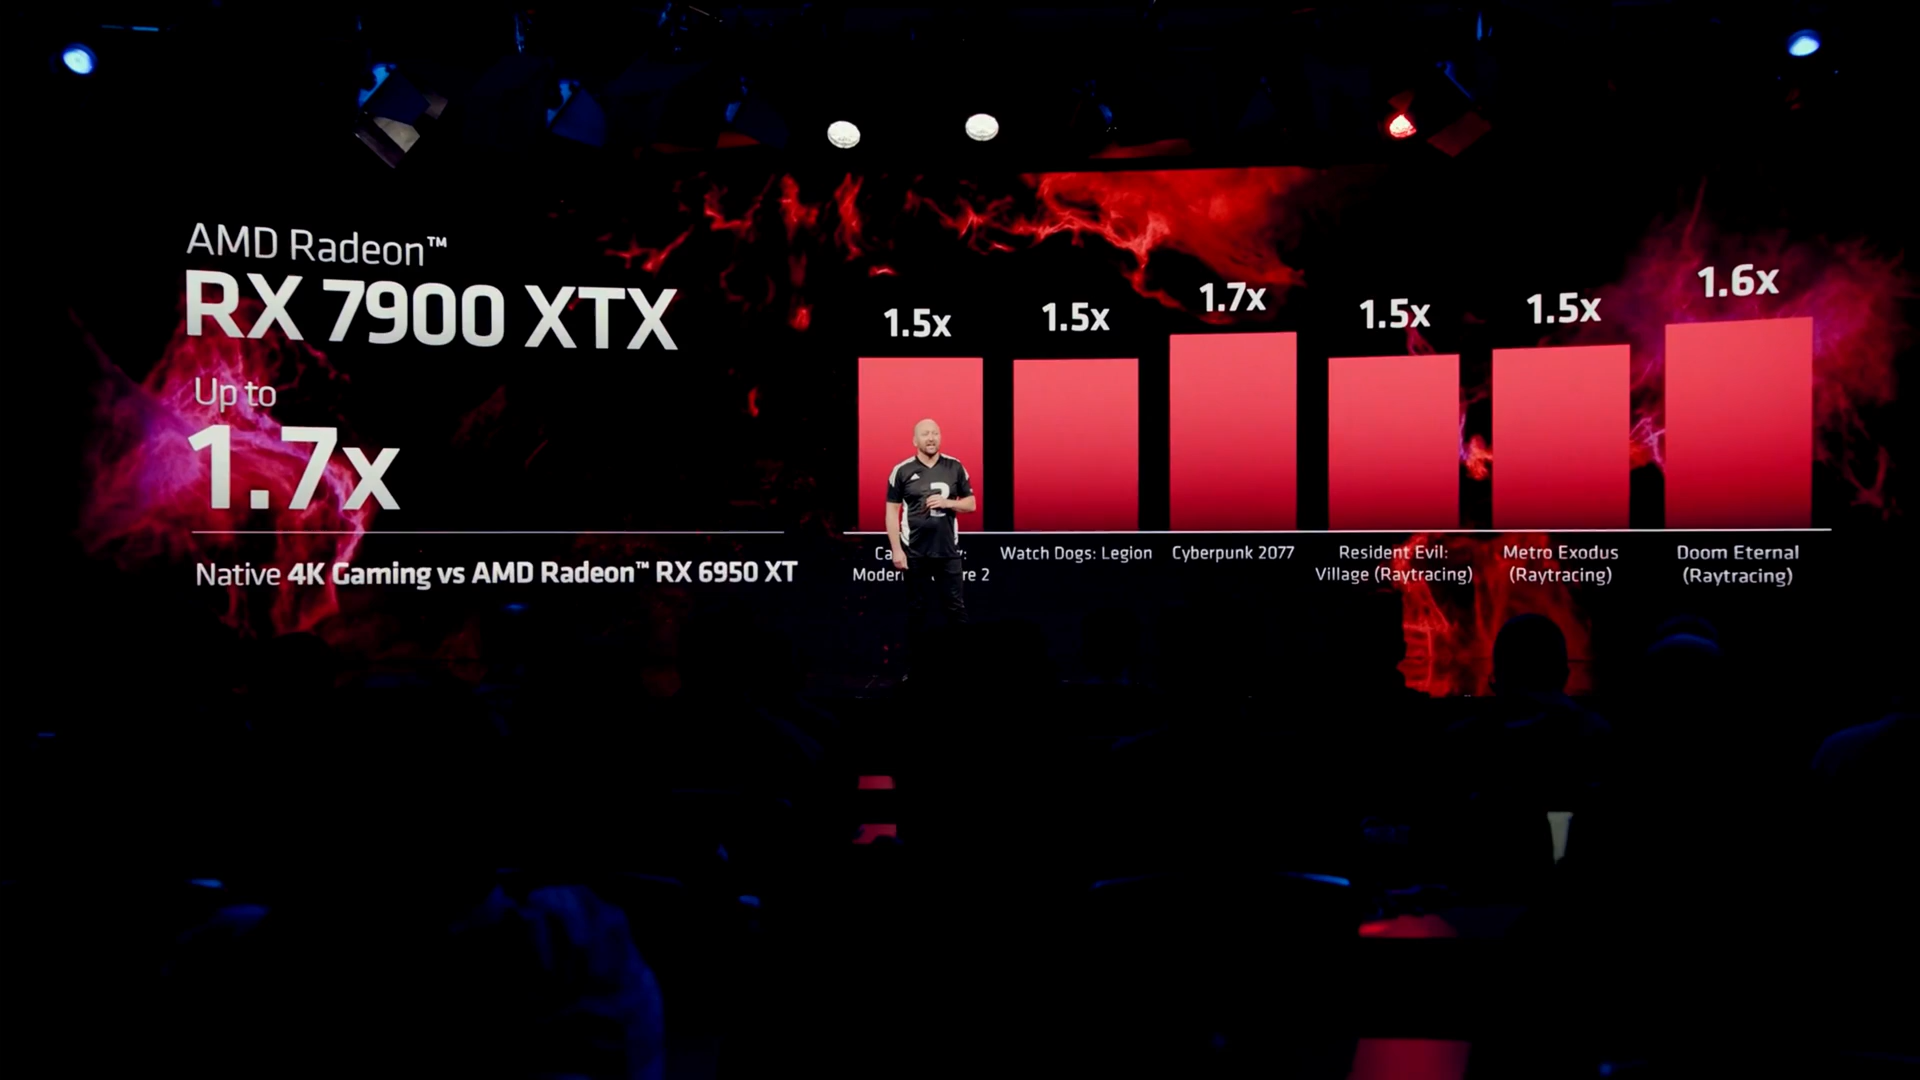 AMD Radeon™
RX 7900 XTX
Up to
1.7x
Native 4K Gaming vs AMD Radeon™ RX 6950 XT
1.5x
1.5x
1.7x
1.5x
1.5x
1.6x
2
Watch Dogs: Legion
Cyberpunk 2077
Resident Evil:
Village (Raytracing)
Metro Exodus
(Raytracing)
Doom Eternal
(Raytracing)